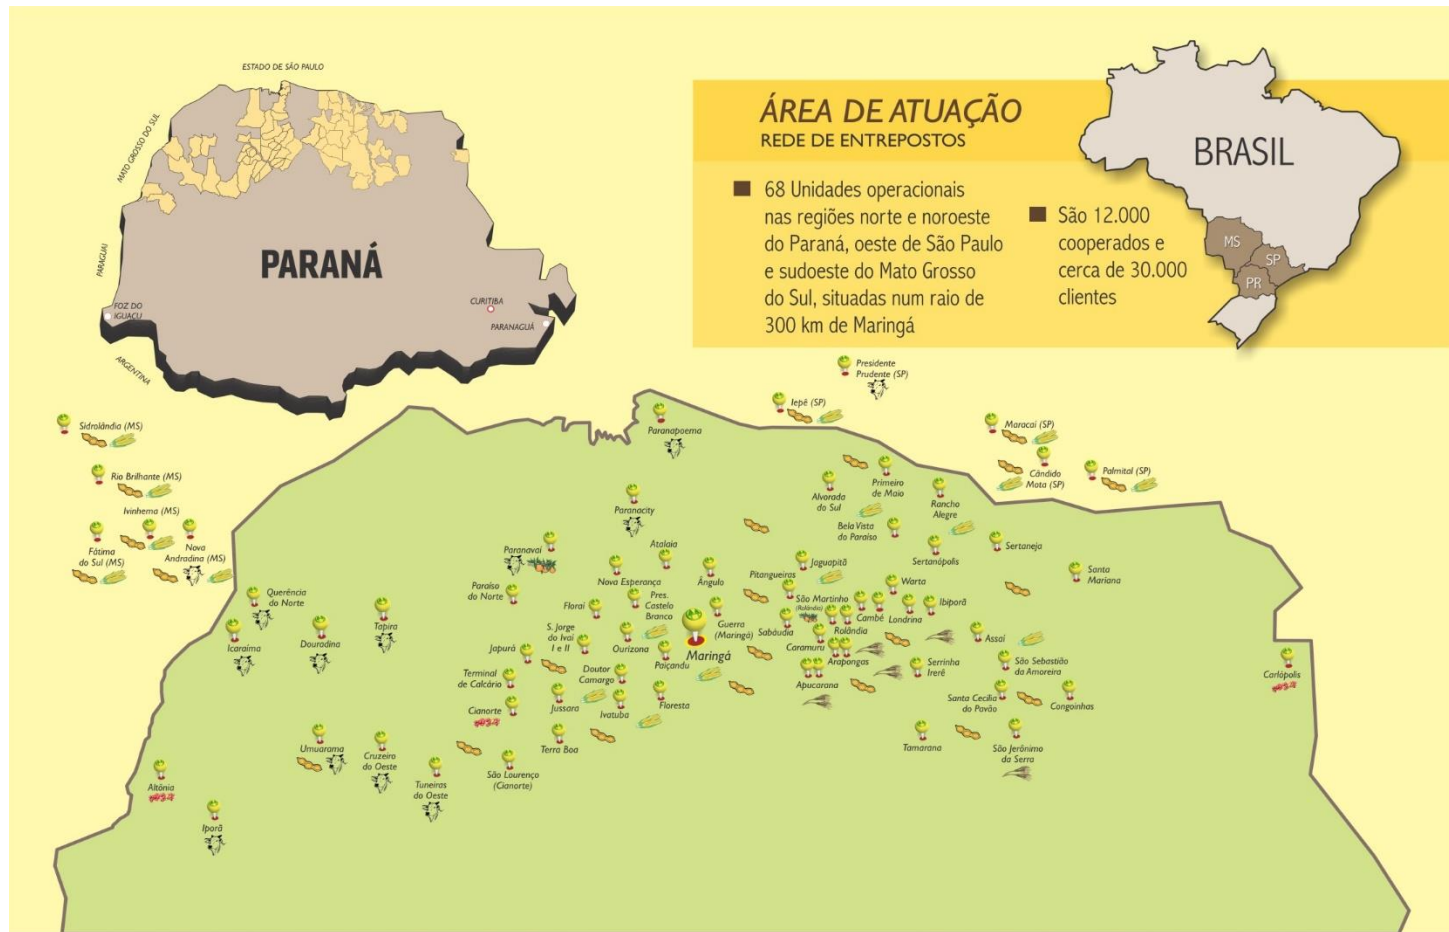 ESTADO DE SÃO PAULO
MATO GROSSO DO SUL
PARAGUAI
PARANÁ
FOZ DO
IGUAÇU
CURITIBA
PARANAGUÁ
ARGENTINA
ÁREA DE ATUAÇÃO
REDE DE ENTREPOSTOS
68 Unidades operacionais
nas regiões norte e noroeste
do Paraná, oeste de São Paulo
e sudoeste do Mato Grosso
do Sul, situadas num raio de
300 km de Maringá
São 12.000
cooperados e
cerca de 30.000
clientes
BRASIL
MS
SP
PR
Presidente
Prudente (SP)
Iepê (SP)
Sidrolândia (MS)
Paranapoema
Maracaí (SP)
Cândido
Mota (SP)
Palmital (SP)
Rio Brilhante (MS)
Ivinhema (MS)
Fátima
do Sul (MS)
Nova
Andradina (MS)
Paranacity
Alvorada
do Sul
Primeiro
de Maio
Rancho
Alegre
Bela Vista
do Paraíso
Sertanópolis
Sertaneja
Santa
Mariana
Paranavaí
Atalaia
Nova Esperança
Ângulo
Pitangueiras
Jaguapitã
Warta
Querência
do Norte
Tapira
Paraíso
do Norte
Floraí
Pres.
Castelo
Branco
Guerra
(Maringá)
São Martinho
(Rolândia)
Cambé
Londrina
Ibiporã
Icaraíma
Douradina
S. Jorge
do Ivaí
I e II
Ourizona
Maringá
Sabáudia
Rolândia
Assaí
Japurá
Paiçandu
Caramuru
Arapongas
Serrinha
Irerê
São Sebastião
da Amoreira
Carlópolis
Terminal
de Calcário
Doutor
Camargo
Apucarana
Santa Cecília
do Pavão
Congoinhas
Cianorte
Jussara
Ivatuba
Floresta
Umuarama
Cruzeiro
do Oeste
Terra Boa
Tamarana
São Jerônimo
da Serra
Altônia
Tuneiras
do Oeste
São Lourenço
(Cianorte)
Iporã